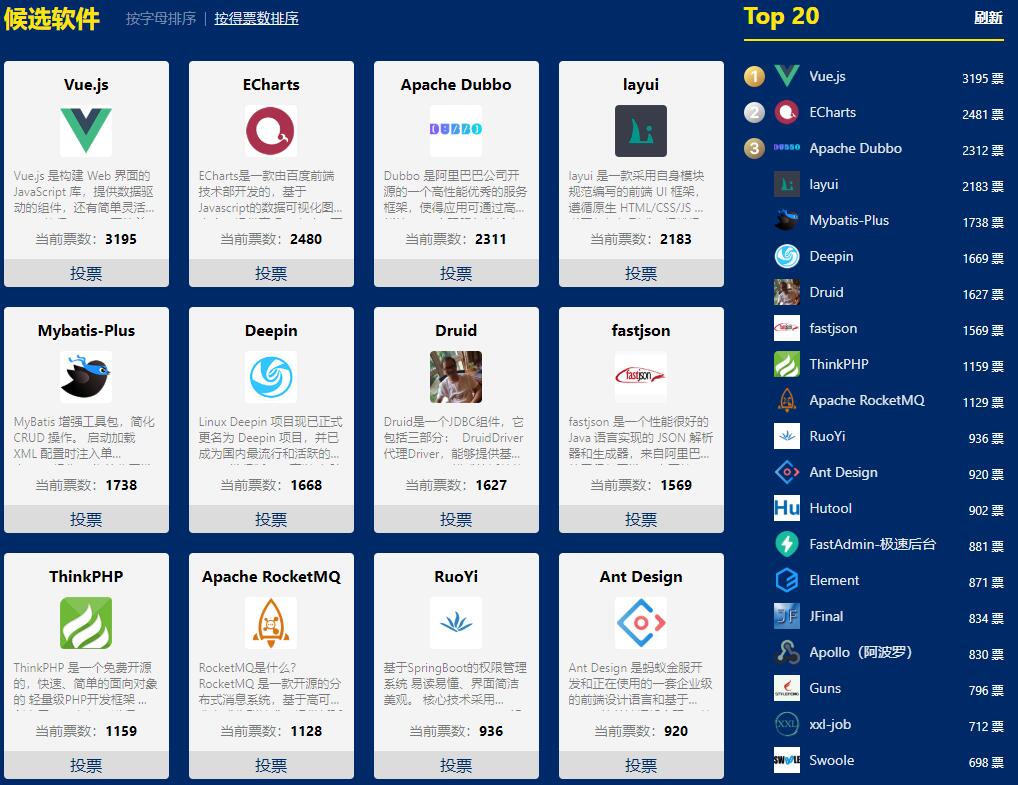 候选软件
按字母排序 | 按得票数排序
Vue.js
Vue.js 是构建 Web 界面的
JavaScript 库，提供数据驱
动的组件，还有简单灵活...
当前票数：3195
投票
ECharts
ECharts是一款由百度前端
技术部开发的，基于
Javascript的数据可视化图...
当前票数：2480
投票
Apache Dubbo
DUBBO
Dubbo 是阿里巴巴公司开
源的一个高性能优秀的服务
框架，使得应用可通过高...
当前票数：2311
投票
layui
layui 是一款采用自身模块
规范编写的前端 UI 框架，
遵循原生 HTML/CSS/JS ...
当前票数：2183
投票
Mybatis-Plus
MyBatis 增强工具包，简化
CRUD 操作。 启动加载
XML 配置时注入单...
当前票数：1738
投票
Deepin
Linux Deepin 项目现已正式
更名为 Deepin 项目，并已
成为国内最流行和活跃的...
当前票数：1668
投票
Druid
Druid是一个JDBC组件，它
包括三部分： DruidDriver
代理Driver，能够提供基...
当前票数：1627
投票
fastjson
fastjson
fastjson 是一个性能很好的
Java 语言实现的 JSON 解析
器和生成器，来自阿里巴...
当前票数：1569
投票
ThinkPHP
ThinkPHP 是一个免费开源
的，快速、简单的面向对象
的 轻量级PHP开发框架 ...
当前票数：1159
投票
Apache RocketMQ
RocketMQ是什么？
RocketMQ 是一款开源的分
布式消息系统，基于高可...
当前票数：1128
投票
RuoYi
基于SpringBoot的权限管理
系统 易读易懂、界面简洁
美观。 核心技术采用...
当前票数：936
投票
Ant Design
Ant Design 是蚂蚁金服开
发和正在使用的一套企业级
的前端设计语言和基于...
当前票数：920
投票
Top 20 刷新
1 Vue.js 3195 票
2 ECharts 2481 票
3 DUBBO Apache Dubbo 2312 票
layui 2183 票
Mybatis-Plus 1738 票
Deepin 1669 票
Druid 1627 票
fastjson 1569 票
ThinkPHP 1159 票
Apache RocketMQ 1129 票
RuoYi 936 票
Ant Design 920 票
Hu Hutool 902 票
FastAdmin-极速后台 881 票
Element 871 票
JF JFinal 834 票
Apollo（阿波罗） 830 票
Guns 796 票
XXL xxl-job 712 票
Swoole 698 票